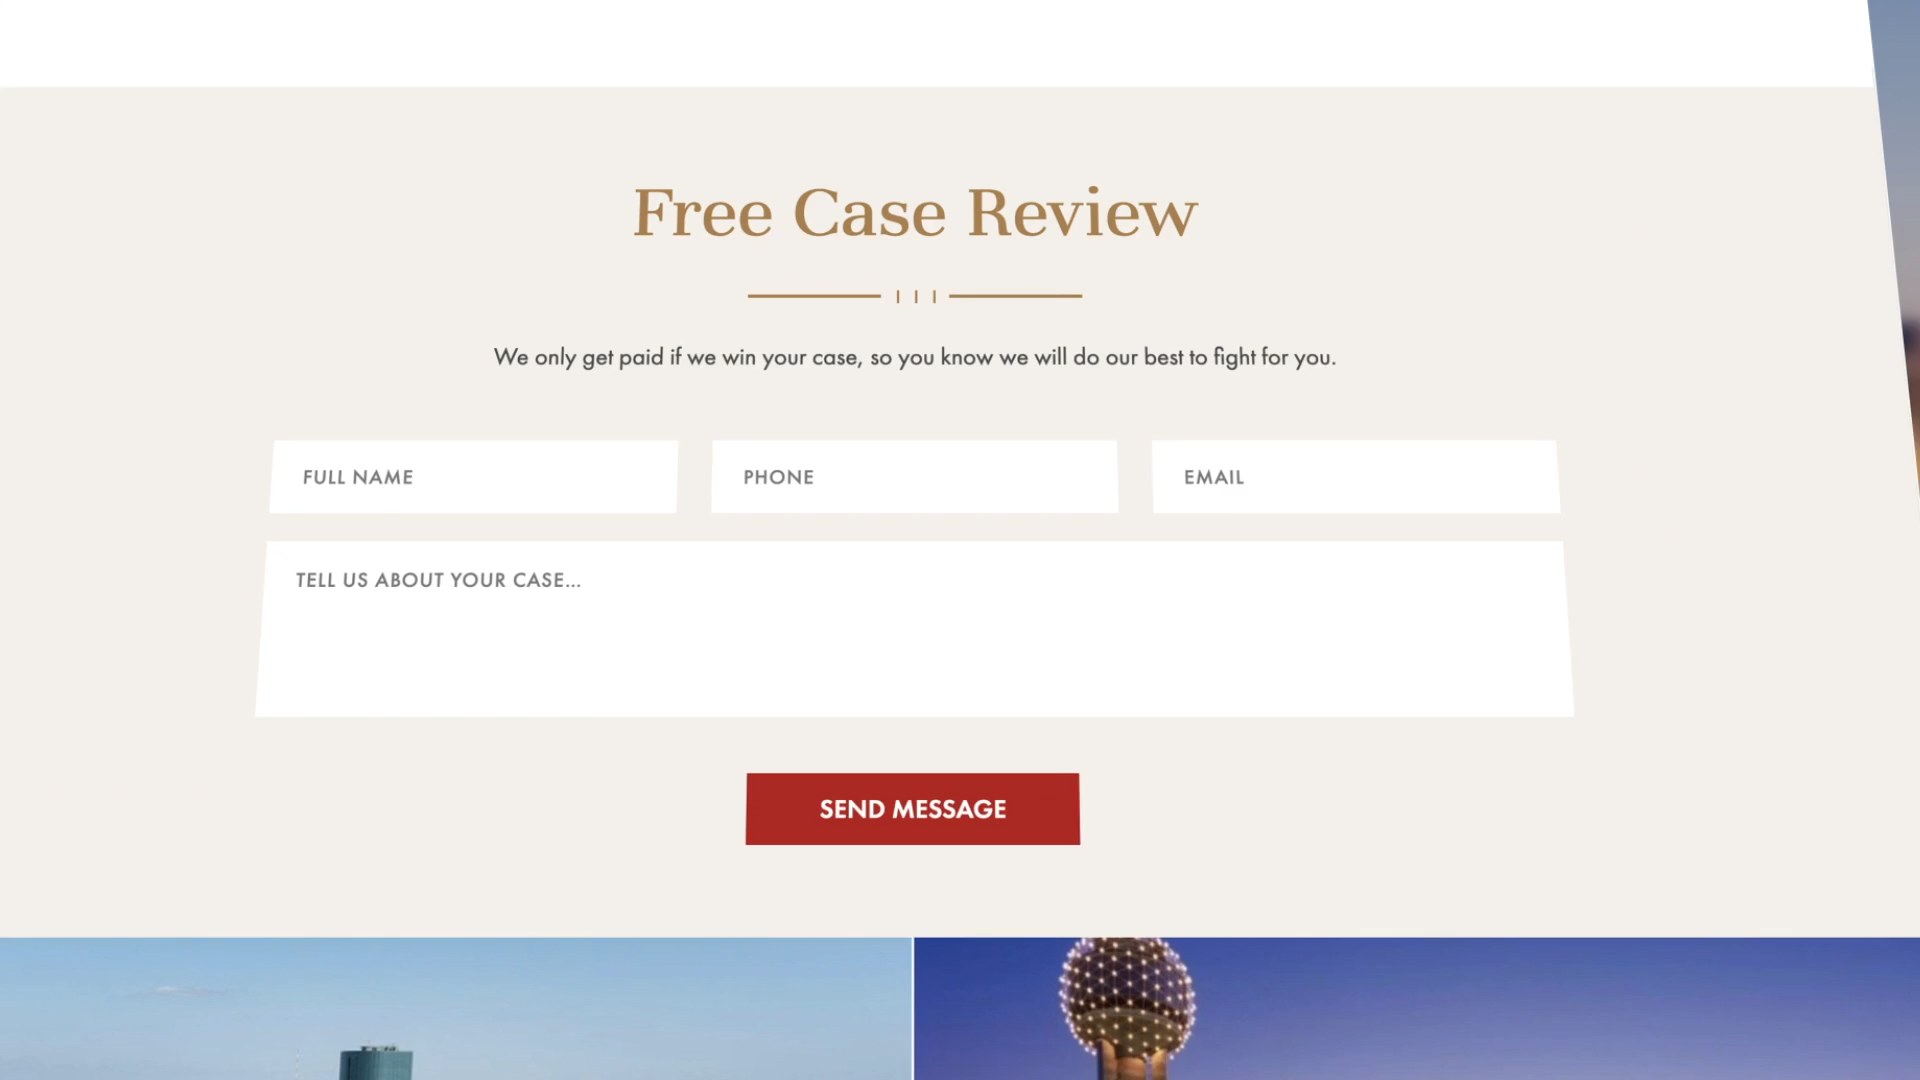 Free Case Review
We only get paid if we win your case, so you know we will do our best to fight for you.
FULL NAME
PHONE
EMAIL
TELL US ABOUT YOUR CASE...
SEND MESSAGE